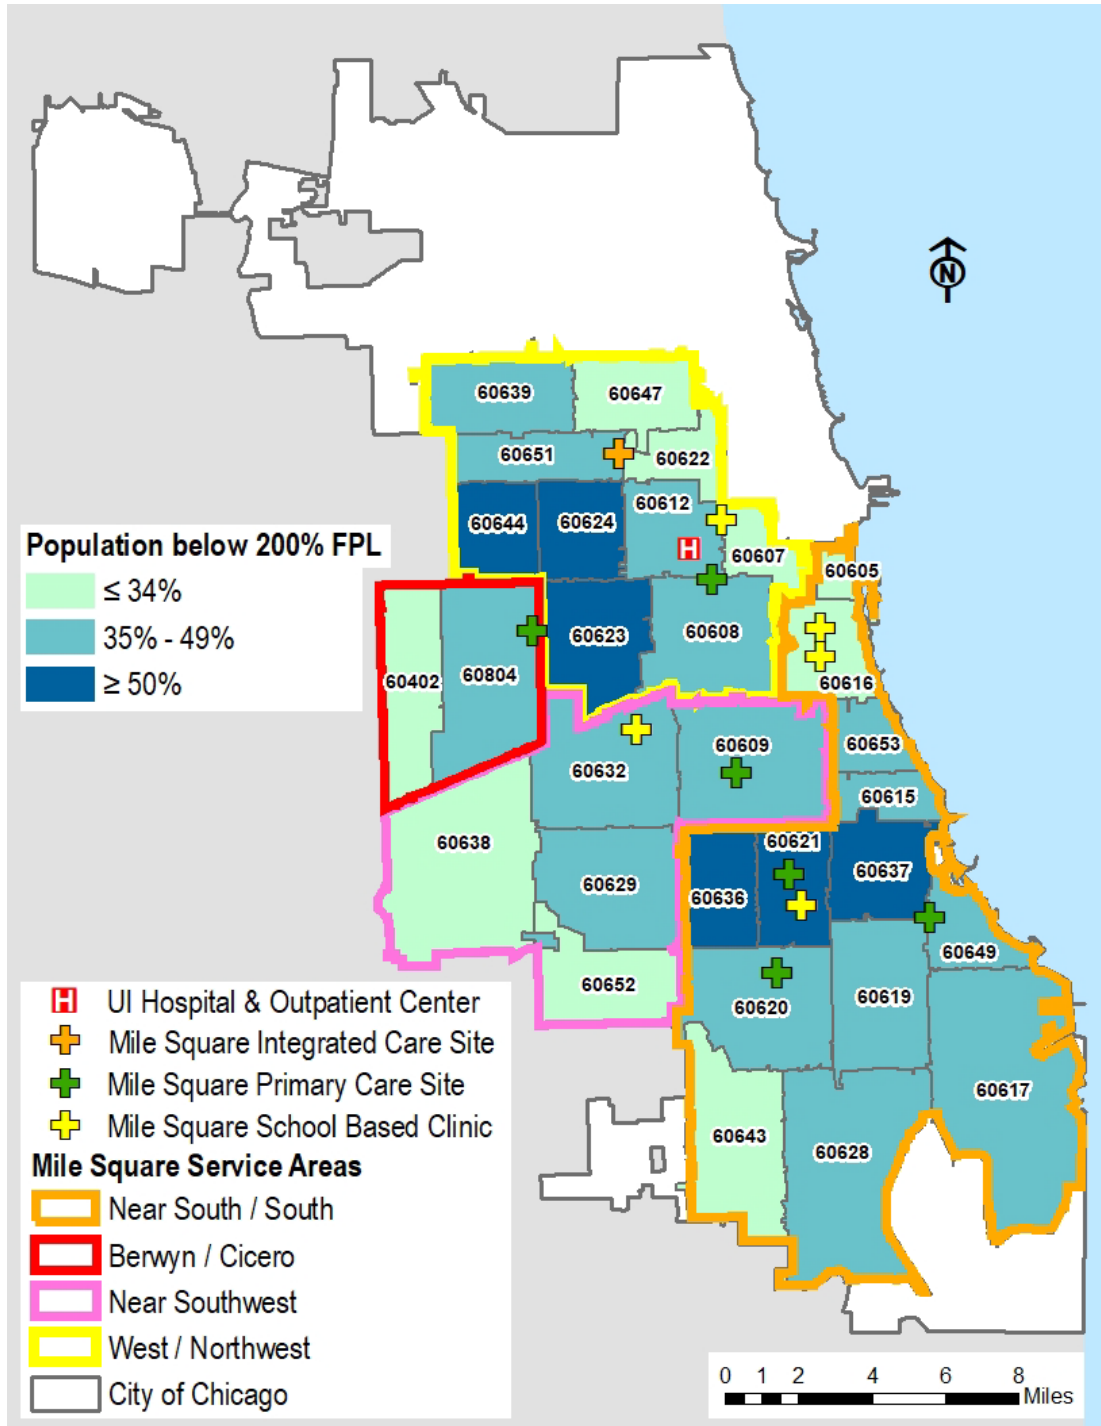 N
60639
60647
60651
60622
60644
60624
60612
60607
60605
60623
60608
60402
60804
60616
60609
60653
60632
60615
60638
60621
60637
60629
60636
60649
60652
60620
60619
60617
60643
60628
H
Population below 200% FPL
≤ 34%
35% - 49%
≥ 50%
H UI Hospital & Outpatient Center
Mile Square Integrated Care Site
Mile Square Primary Care Site
Mile Square School Based Clinic
Mile Square Service Areas
Near South / South
Berwyn / Cicero
Near Southwest
West / Northwest
City of Chicago
0 1 2 4 6 8
Miles